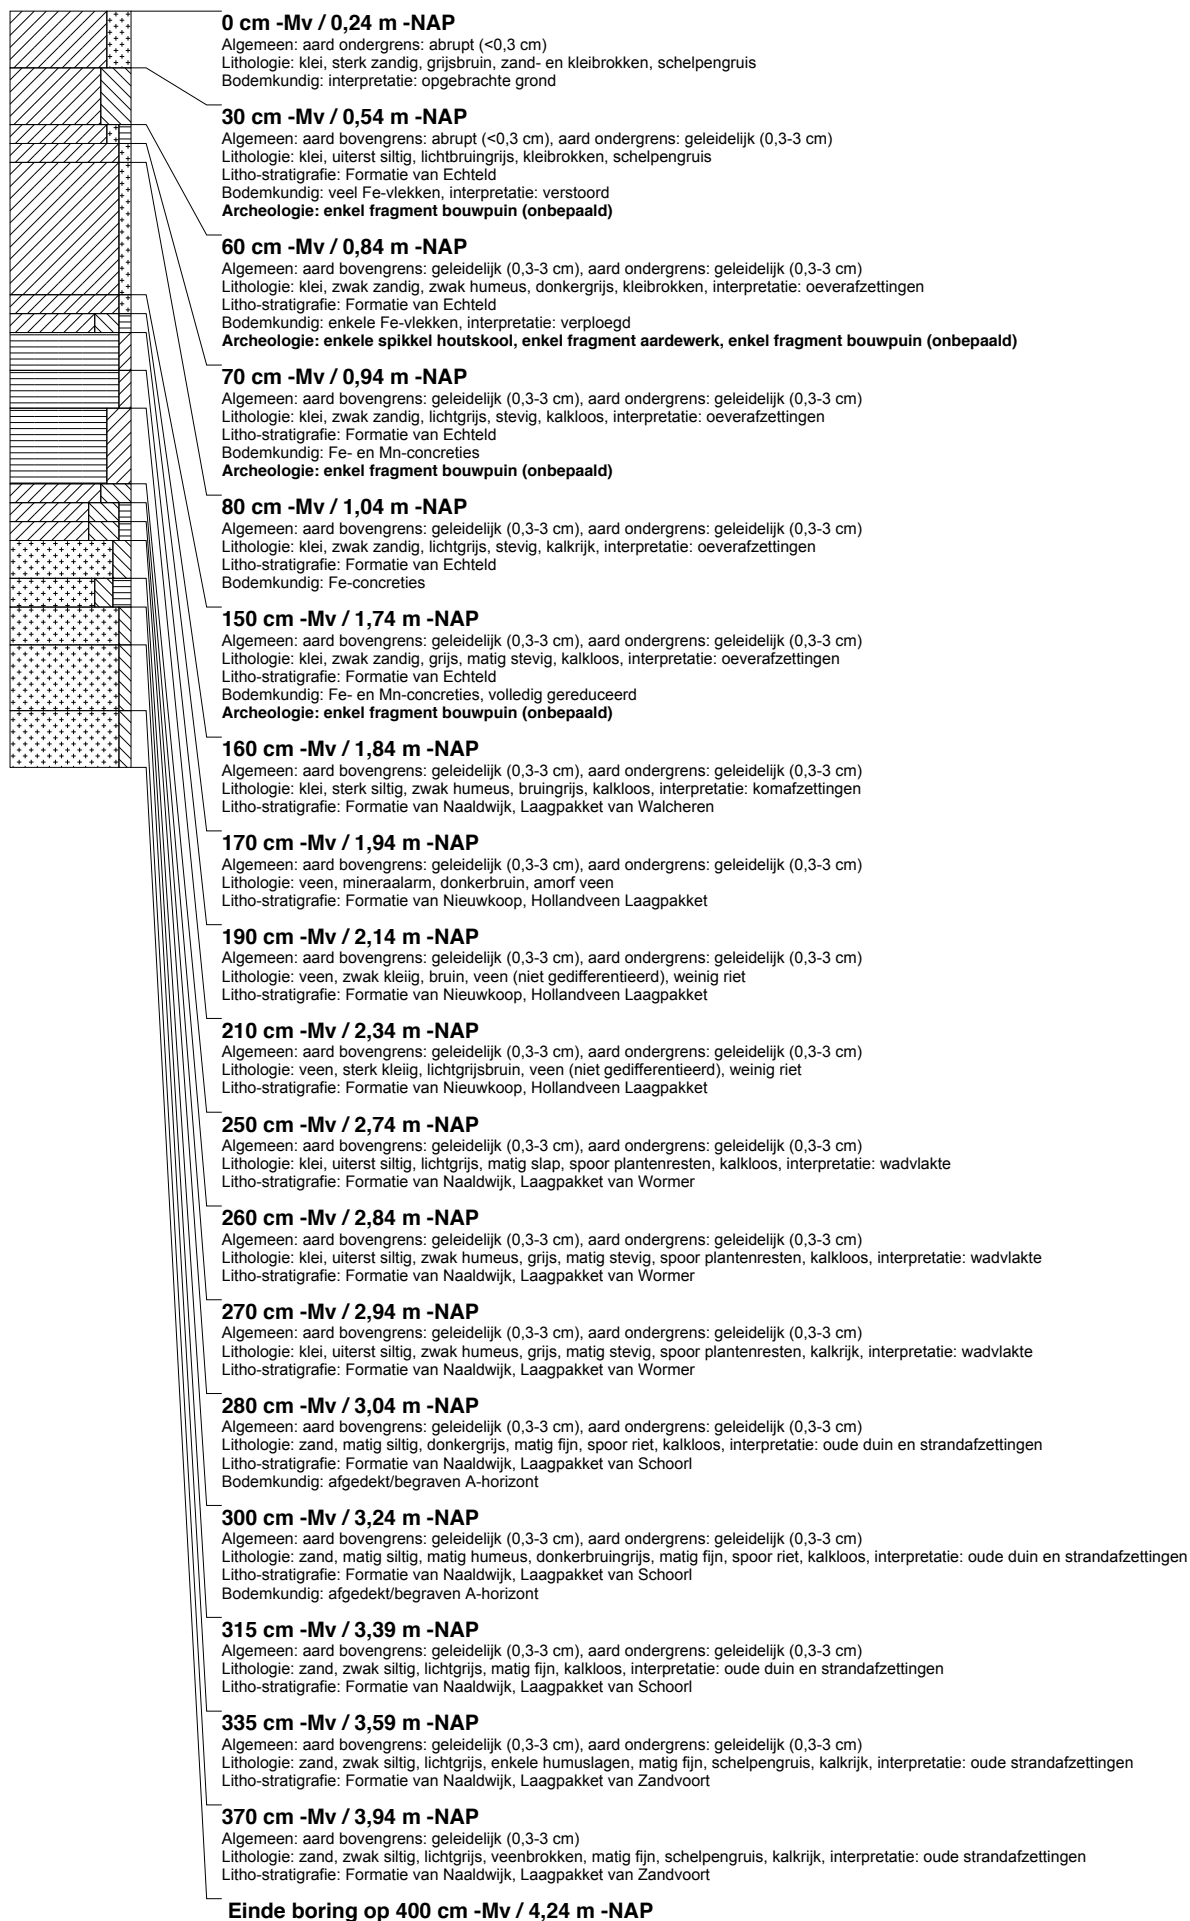 0 cm -Mv / 0,24 m -NAP
Algemeen: aard ondergrens: abrupt (<0,3 cm)
Lithologie: klei, sterk zandig, grijsbruin, zand- en kleibrokken, schelpengruis
Bodemkundig: interpretatie: opgebrachte grond
30 cm -Mv / 0,54 m -NAP
Algemeen: aard bovengrens: abrupt (<0,3 cm), aard ondergrens: geleidelijk (0,3-3 cm)
Lithologie: klei, uiterst siltig, lichtbruingrijs, kleibrokken, schelpengruis
Litho-stratigrafie: Formatie van Echteld
Bodemkundig: veel Fe-vlekken, interpretatie: verstoord
Archeologie: enkel fragment bouwpuin (onbepaald)
60 cm -Mv / 0,84 m -NAP
Algemeen: aard bovengrens: geleidelijk (0,3-3 cm), aard ondergrens: geleidelijk (0,3-3 cm)
Lithologie: klei, zwak zandig, zwak humeus, donkergrijs, kleibrokken, interpretatie: oeverafzettingen
Litho-stratigrafie: Formatie van Echteld
Bodemkundig: enkele Fe-vlekken, interpretatie: verploegd
Archeologie: enkele spikkel houtskool, enkel fragment aardewerk, enkel fragment bouwpuin (onbepaald)
70 cm -Mv / 0,94 m -NAP
Algemeen: aard bovengrens: geleidelijk (0,3-3 cm), aard ondergrens: geleidelijk (0,3-3 cm)
Lithologie: klei, zwak zandig, lichtgrijs, stevig, kalkloos, interpretatie: oeverafzettingen
Litho-stratigrafie: Formatie van Echteld
Bodemkundig: Fe- en Mn-concreties
Archeologie: enkel fragment bouwpuin (onbepaald)
80 cm -Mv / 1,04 m -NAP
Algemeen: aard bovengrens: geleidelijk (0,3-3 cm), aard ondergrens: geleidelijk (0,3-3 cm)
Lithologie: klei, zwak zandig, lichtgrijs, stevig, kalkrijk, interpretatie: oeverafzettingen
Litho-stratigrafie: Formatie van Echteld
Bodemkundig: Fe-concreties
150 cm -Mv / 1,74 m -NAP
Algemeen: aard bovengrens: geleidelijk (0,3-3 cm), aard ondergrens: geleidelijk (0,3-3 cm)
Lithologie: klei, zwak zandig, grijs, matig stevig, kalkloos, interpretatie: oeverafzettingen
Litho-stratigrafie: Formatie van Echteld
Bodemkundig: Fe- en Mn-concreties, volledig gereduceerd
Archeologie: enkel fragment bouwpuin (onbepaald)
160 cm -Mv / 1,84 m -NAP
Algemeen: aard bovengrens: geleidelijk (0,3-3 cm), aard ondergrens: geleidelijk (0,3-3 cm)
Lithologie: klei, sterk siltig, zwak humeus, bruingrijs, kalkloos, interpretatie: komafzettingen
Litho-stratigrafie: Formatie van Naaldwijk, Laagpakket van Walcheren
170 cm -Mv / 1,94 m -NAP
Algemeen: aard bovengrens: geleidelijk (0,3-3 cm), aard ondergrens: geleidelijk (0,3-3 cm)
Lithologie: veen, mineraalarm, donkerbruin, amorf veen
Litho-stratigrafie: Formatie van Nieuwkoop, Hollandveen Laagpakket
190 cm -Mv / 2,14 m -NAP
Algemeen: aard bovengrens: geleidelijk (0,3-3 cm), aard ondergrens: geleidelijk (0,3-3 cm)
Lithologie: veen, zwak kleiig, bruin, veen (niet gedifferentieerd), weinig riet
Litho-stratigrafie: Formatie van Nieuwkoop, Hollandveen Laagpakket
210 cm -Mv / 2,34 m -NAP
Algemeen: aard bovengrens: geleidelijk (0,3-3 cm), aard ondergrens: geleidelijk (0,3-3 cm)
Lithologie: veen, sterk kleiig, lichtgrijsbruin, veen (niet gedifferentieerd), weinig riet
Litho-stratigrafie: Formatie van Nieuwkoop, Hollandveen Laagpakket
250 cm -Mv / 2,74 m -NAP
Algemeen: aard bovengrens: geleidelijk (0,3-3 cm), aard ondergrens: geleidelijk (0,3-3 cm)
Lithologie: klei, uiterst siltig, lichtgrijs, matig slap, spoor plantenresten, kalkloos, interpretatie: wadvlakte
Litho-stratigrafie: Formatie van Naaldwijk, Laagpakket van Wormer
260 cm -Mv / 2,84 m -NAP
Algemeen: aard bovengrens: geleidelijk (0,3-3 cm), aard ondergrens: geleidelijk (0,3-3 cm)
Lithologie: klei, uiterst siltig, zwak humeus, grijs, matig stevig, spoor plantenresten, kalkloos, interpretatie: wadvlakte
Litho-stratigrafie: Formatie van Naaldwijk, Laagpakket van Wormer
270 cm -Mv / 2,94 m -NAP
Algemeen: aard bovengrens: geleidelijk (0,3-3 cm), aard ondergrens: geleidelijk (0,3-3 cm)
Lithologie: klei, uiterst siltig, zwak humeus, grijs, matig stevig, spoor plantenresten, kalkrijk, interpretatie: wadvlakte
Litho-stratigrafie: Formatie van Naaldwijk, Laagpakket van Wormer
280 cm -Mv / 3,04 m -NAP
Algemeen: aard bovengrens: geleidelijk (0,3-3 cm), aard ondergrens: geleidelijk (0,3-3 cm)
Lithologie: zand, matig siltig, donkergrijs, matig fijn, spoor riet, kalkloos, interpretatie: oude duin en strandafzettingen
Litho-stratigrafie: Formatie van Naaldwijk, Laagpakket van Schoorl
Bodemkundig: afgedekt/begraven A-horizont
300 cm -Mv / 3,24 m -NAP
Algemeen: aard bovengrens: geleidelijk (0,3-3 cm), aard ondergrens: geleidelijk (0,3-3 cm)
Lithologie: zand, matig siltig, matig humeus, donkerbruingrijs, matig fijn, spoor riet, kalkloos, interpretatie: oude duin en strandafzettingen
Litho-stratigrafie: Formatie van Naaldwijk, Laagpakket van Schoorl
Bodemkundig: afgedekt/begraven A-horizont
315 cm -Mv / 3,39 m -NAP
Algemeen: aard bovengrens: geleidelijk (0,3-3 cm), aard ondergrens: geleidelijk (0,3-3 cm)
Lithologie: zand, zwak siltig, lichtgrijs, matig fijn, kalkloos, interpretatie: oude duin en strandafzettingen
Litho-stratigrafie: Formatie van Naaldwijk, Laagpakket van Schoorl
335 cm -Mv / 3,59 m -NAP
Algemeen: aard bovengrens: geleidelijk (0,3-3 cm), aard ondergrens: geleidelijk (0,3-3 cm)
Lithologie: zand, zwak siltig, lichtgrijs, enkele humuslagen, matig fijn, schelpengruis, kalkrijk, interpretatie: oude strandafzettingen
Litho-stratigrafie: Formatie van Naaldwijk, Laagpakket van Zandvoort
370 cm -Mv / 3,94 m -NAP
Algemeen: aard bovengrens: geleidelijk (0,3-3 cm)
Lithologie: zand, zwak siltig, lichtgrijs, veenbrokken, matig fijn, schelpengruis, kalkrijk, interpretatie: oude strandafzettingen
Litho-stratigrafie: Formatie van Naaldwijk, Laagpakket van Zandvoort
Einde boring op 400 cm -Mv / 4,24 m -NAP